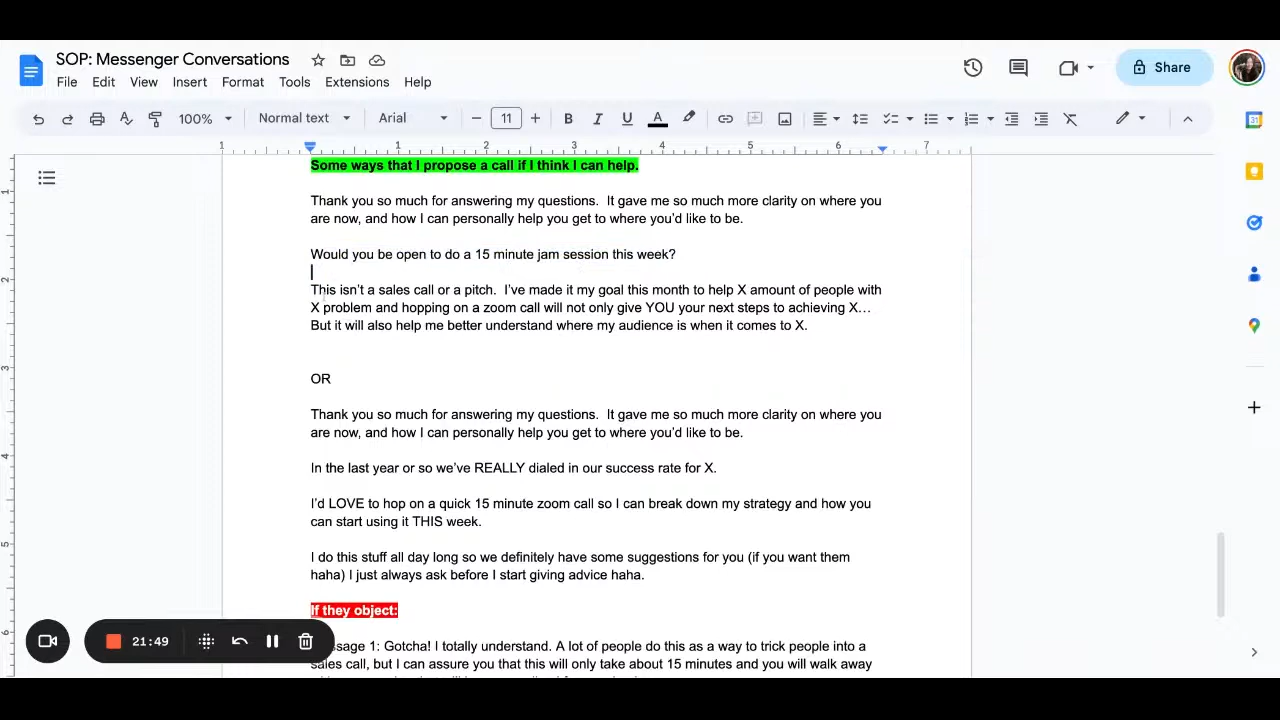 SOP: Messenger Conversations
File Edit View Insert Format Tools Extensions Help
Share
100% Normal text Arial 11
1 1 2 3 4 5 6 7
Some ways that I propose a call if I think I can help.
Thank you so much for answering my questions.  It gave me so much more clarity on where you
are now, and how I can personally help you get to where you’d like to be.
Would you be open to do a 15 minute jam session this week?
This isn’t a sales call or a pitch.  I’ve made it my goal this month to help X amount of people with
X problem and hopping on a zoom call will not only give YOU your next steps to achieving X…
But it will also help me better understand where my audience is when it comes to X.
OR
Thank you so much for answering my questions.  It gave me so much more clarity on where you
are now, and how I can personally help you get to where you’d like to be.
In the last year or so we’ve REALLY dialed in our success rate for X.
I’d LOVE to hop on a quick 15 minute zoom call so I can break down my strategy and how you
can start using it THIS week.
I do this stuff all day long so we definitely have some suggestions for you (if you want them
haha) I just always ask before I start giving advice haha.
If they object:
21:49
1: Gotcha! I totally understand. A lot of people do this as a way to trick people into a
sales call, but I can assure you that this will only take about 15 minutes and you will walk away